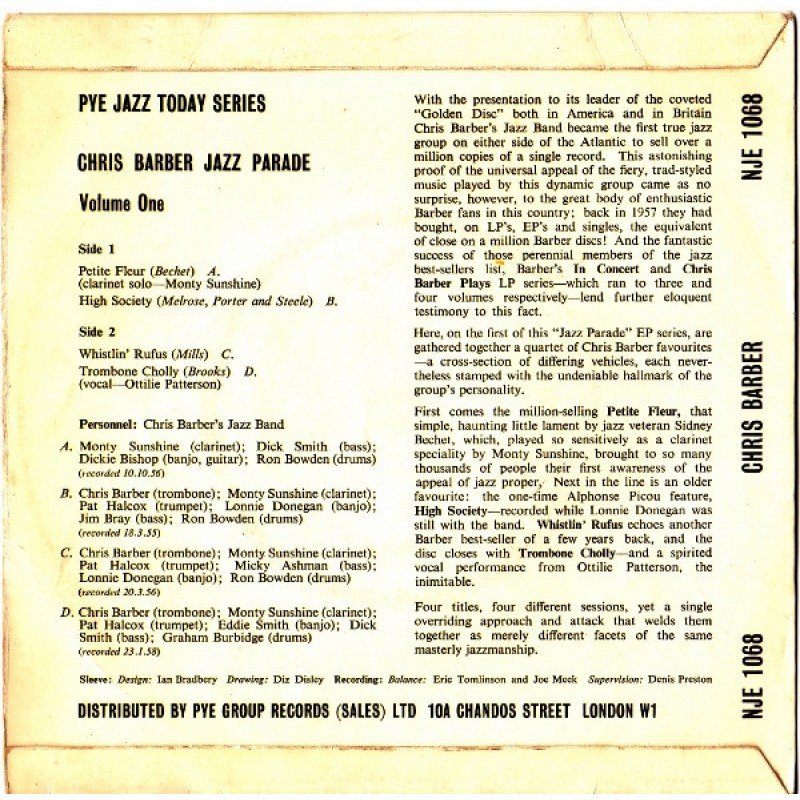 PYE JAZZ TODAY SERIES
CHRIS BARBER JAZZ PARADE
Volume One
Side 1
Petite Fleur (Bechet) A.
(clarinet solo—Monty Sunshine)
High Society (Melrose, Porter and Steele) B.
Side 2
Whistlin' Rufus (Mills) C.
Trombone Cholly (Brooks) D.
(vocal—Ottilie Patterson)
Personnel: Chris Barber's Jazz Band
A. Monty Sunshine (clarinet); Dick Smith (bass);
Dickie Bishop (banjo, guitar); Ron Bowden (drums)
(recorded 10.10.56)
B. Chris Barber (trombone); Monty Sunshine (clarinet);
Pat Halcox (trumpet); Lonnie Donegan (banjo);
Jim Bray (bass); Ron Bowden (drums)
(recorded 18.3.55)
C. Chris Barber (trombone); Monty Sunshine (clarinet);
Pat Halcox (trumpet); Micky Ashman (bass);
Lonnie Donegan (banjo); Ron Bowden (drums)
(recorded 20.3.56)
D. Chris Barber (trombone); Monty Sunshine (clarinet);
Pat Halcox (trumpet); Eddie Smith (banjo); Dick
Smith (bass); Graham Burbidge (drums)
(recorded 23.1.58)
With the presentation to its leader of the coveted
"Golden Disc" both in America and in Britain
Chris Barber's Jazz Band became the first true jazz
group on either side of the Atlantic to sell over a
million copies of a single record. This astonishing
proof of the universal appeal of the fiery, trad-styled
music played by this dynamic group came as no
surprise, however, to the great body of enthusiastic
Barber fans in this country; back in 1957 they had
bought, on LP's, EP's and singles, the equivalent
of close on a million Barber discs! And the fantastic
success of those perennial members of the jazz
best-sellers list, Barber's In Concert and Chris
Barber Plays LP series—which ran to three and
four volumes respectively—lend further eloquent
testimony to this fact.
Here, on the first of this "Jazz Parade" EP series, are
gathered together a quartet of Chris Barber favourites
—a cross-section of differing vehicles, each never-
theless stamped with the undeniable hallmark of the
group's personality.
First comes the million-selling Petite Fleur, that
simple, haunting little lament by jazz veteran Sidney
Bechet, which, played so sensitively as a clarinet
speciality by Monty Sunshine, brought to so many
thousands of people their first awareness of the
appeal of jazz proper, Next in the line is an older
favourite: the one-time Alphonse Picou feature,
High Society—recorded while Lonnie Donegan was
still with the band. Whistlin' Rufus echoes another
Barber best-seller of a few years back, and the
disc closes with Trombone Cholly—and a spirited
vocal performance from Ottilie Patterson, the
inimitable.
Four titles, four different sessions, yet a single
overriding approach and attack that welds them
together as merely different facets of the same
masterly jazzmanship.
Sleeve: Design: Ian Bradbery Drawing: Diz Disley Recording: Balance: Eric Tomlinson and Joe Meek Supervision: Denis Preston
DISTRIBUTED BY PYE GROUP RECORDS (SALES) LTD 10A CHANDOS STREET LONDON W1
NJE 1068
CHRIS BARBER
NJE 1068